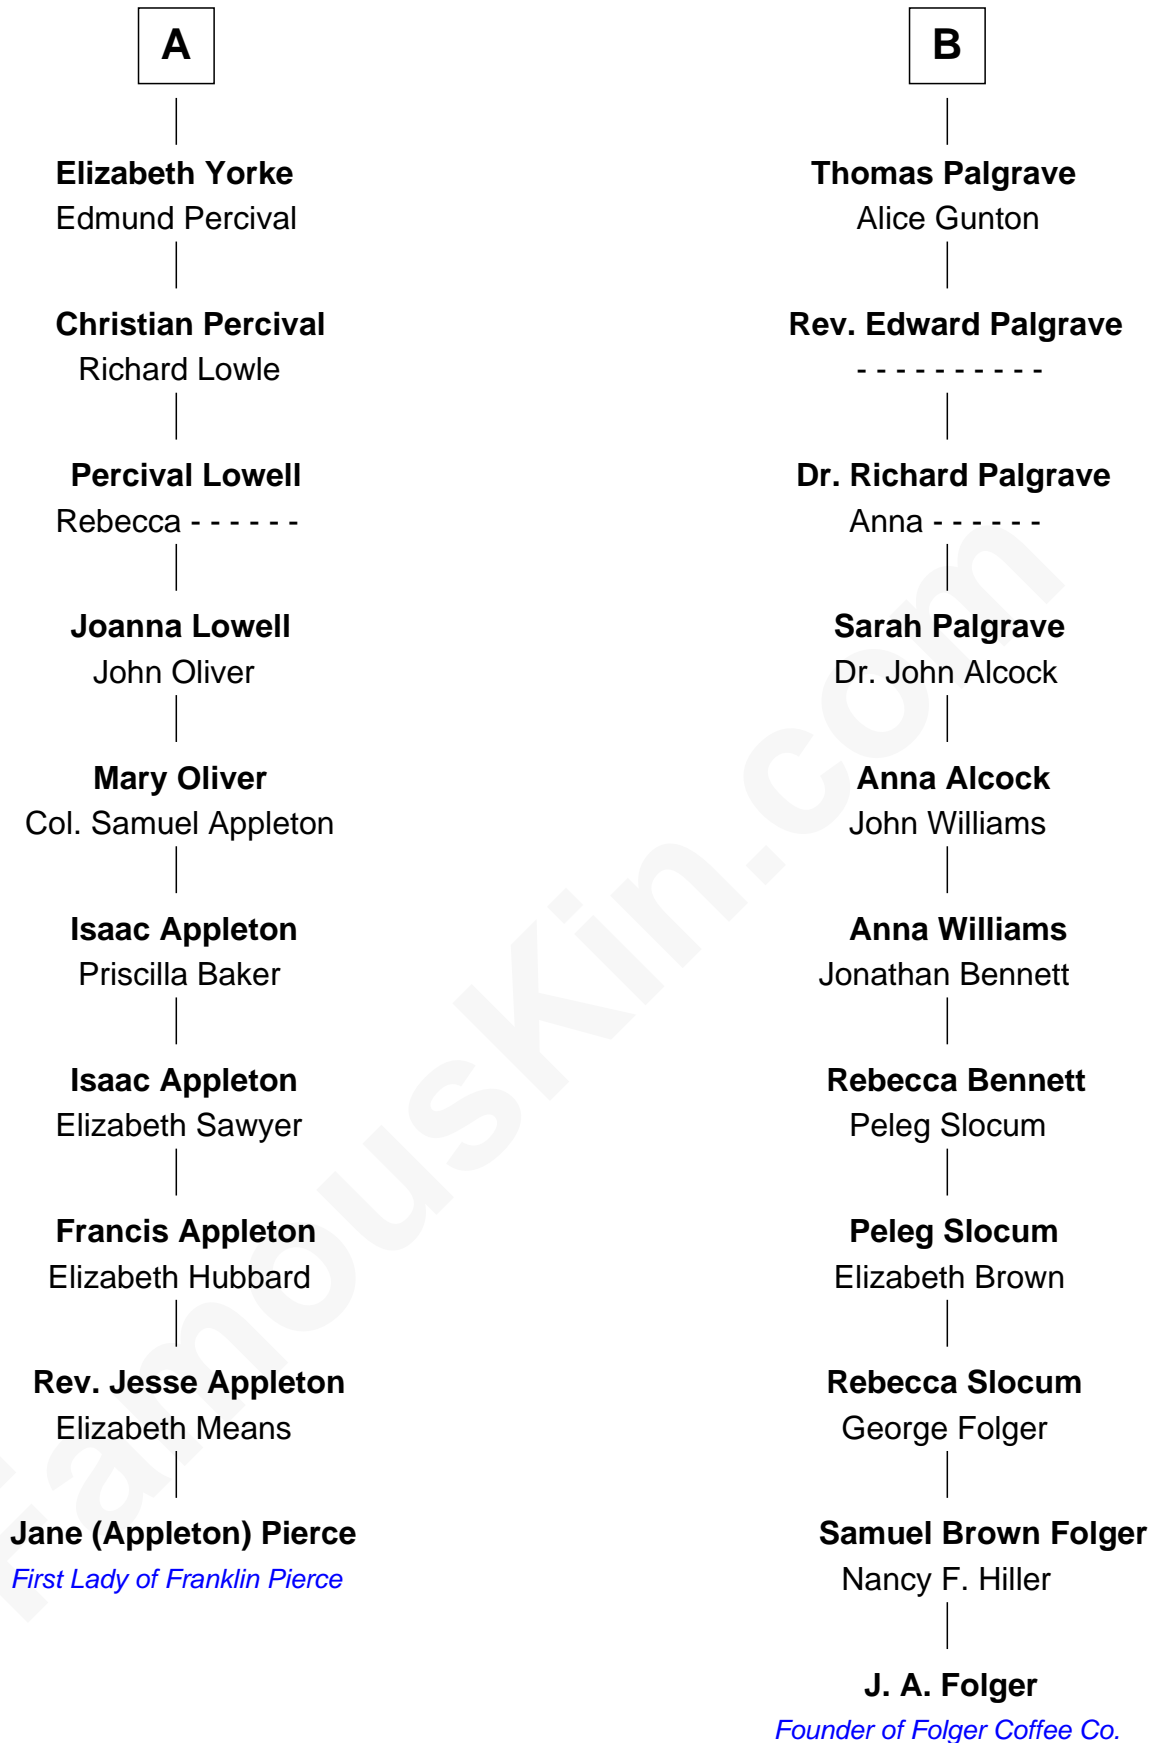 A
Elizabeth Yorke
Edmund Percival
Christian Percival
Richard Lowle
Percival Lowell
Rebecca - - - - - -
Joanna Lowell
John Oliver
Mary Oliver
Col. Samuel Appleton
Isaac Appleton
Priscilla Baker
Isaac Appleton
Elizabeth Sawyer
Francis Appleton
Elizabeth Hubbard
Rev. Jesse Appleton
Elizabeth Means
Jane (Appleton) Pierce
First Lady of Franklin Pierce
B
Thomas Palgrave
Alice Gunton
Rev. Edward Palgrave
- - - - - - - - - -
Dr. Richard Palgrave
Anna - - - - - -
Sarah Palgrave
Dr. John Alcock
Anna Alcock
John Williams
Anna Williams
Jonathan Bennett
Rebecca Bennett
Peleg Slocum
Peleg Slocum
Elizabeth Brown
Rebecca Slocum
George Folger
Samuel Brown Folger
Nancy F. Hiller
J. A. Folger
Founder of Folger Coffee Co.
FamousKin.com